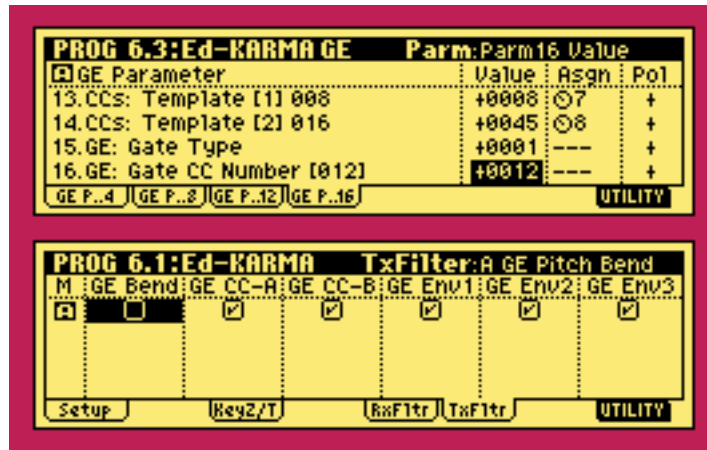 PROG 6.3:Ed-KARMA GE Parm:Parm16 Value
A GE Parameter Value Asgn Pol
13.CCs: Template [1] 008 +0008 7 +
14.CCs: Template [2] 016 +0045 8 +
15.GE: Gate Type +0001 --- +
16.GE: Gate CC Number [012] +0012 --- +
GE P..4 GE P..8 GE P..12 GE P..16 UTILITY
PROG 6.1:Ed-KARMA TxFilter:A GE Pitch Bend
M GE Bend GE CC-A GE CC-B GE Env1 GE Env2 GE Env3
A
Setup KeyZ/T RxFltr TxFltr UTILITY